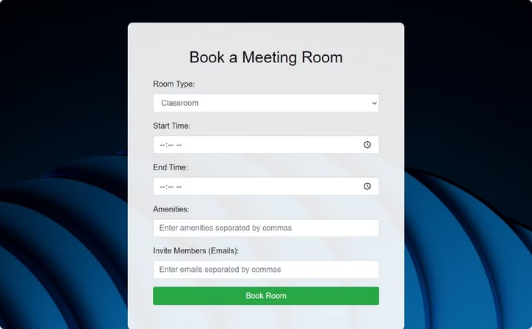 Book a Meeting Room
Room Type:
Classroom
Start Time:
--:-- --
End Time:
--:-- --
Amenities:
Enter amenities separated by commas
Invite Members (Emails):
Enter emails separated by commas
Book Room